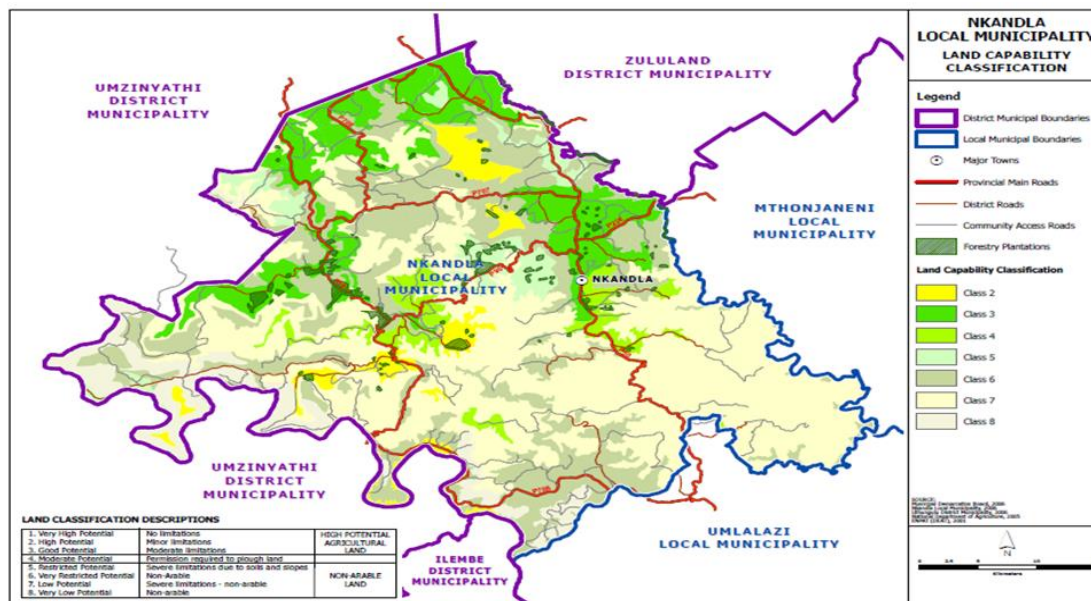 NKANDLA
LOCAL MUNICIPALITY
LAND CAPABILITY
CLASSIFICATION
UMZINYATHI
DISTRICT
MUNICIPALITY
ZULULAND
DISTRICT MUNICIPALITY
MTHONJANENI
LOCAL
MUNICIPALITY
NKANDLA
LOCAL
MUNICIPALITY
NKANDLA
UMZINYATHI
DISTRICT
MUNICIPALITY
ILEMBE
DISTRICT
MUNICIPALITY
UMLALAZI
LOCAL MUNICIPALITY
Legend
District Municipal Boundaries
Local Municipal Boundaries
Major Towns
Provincial Main Roads
District Roads
Community Access Roads
Forestry Plantations
Land Capability Classification
Class 2
Class 3
Class 4
Class 5
Class 6
Class 7
Class 8
SOURCE:
N
Kilometers
LAND CLASSIFICATION DESCRIPTIONS
1. Very High Potential No limitations
2. High Potential Minor limitations
3. Good Potential Moderate limitations
HIGH POTENTIAL
AGRICULTURAL
LAND
4. Moderate Potential Permission required to plough land
5. Restricted Potential Severe limitations due to soils and slopes
6. Very Restricted Potential Non-Arable
7. Low Potential Severe limitations - non-arable
8. Very Low Potential Non-arable
NON-ARABLE
LAND